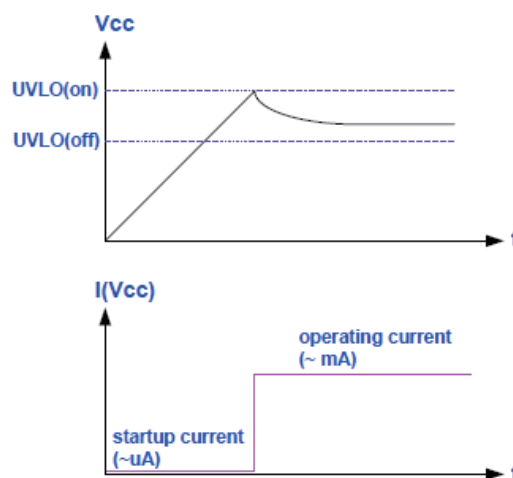 Vcc
UVLO(on)
UVLO(off)
t
I(Vcc)
operating current
(~ mA)
startup current
(~uA)
t